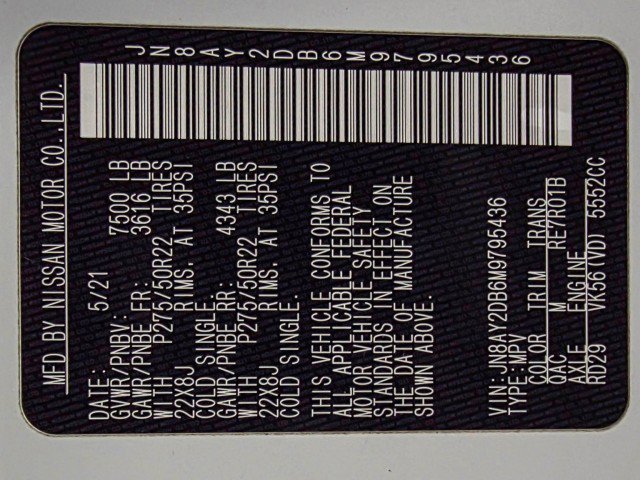 MFD BY NISSAN MOTOR CO.,LTD.
JN8AY2DB6M9795436
DATE: 5/21
GVWR/PNBV: 7500 LB
GAWR/PNBE FR: 3616 LB
WITH P275/50R22 TIRES
22X8J RIMS. AT 35PSI
COLD SINGLE.
GAWR/PNBE RR: 4343 LB
WITH P275/50R22 TIRES
22X8J RIMS. AT 35PSI
COLD SINGLE.
THIS VEHICLE CONFORMS TO
ALL APPLICABLE FEDERAL
MOTOR VEHICLE SAFETY
STANDARDS IN EFFECT ON
THE DATE OF MANUFACTURE
SHOWN ABOVE.
VIN:JN8AY2DB6M9795436
TYPE:MPV
COLOR TRIM TRANS
QAC M RE7R01B
AXLE ENGINE
RD29 VK56(VD) 5552CC